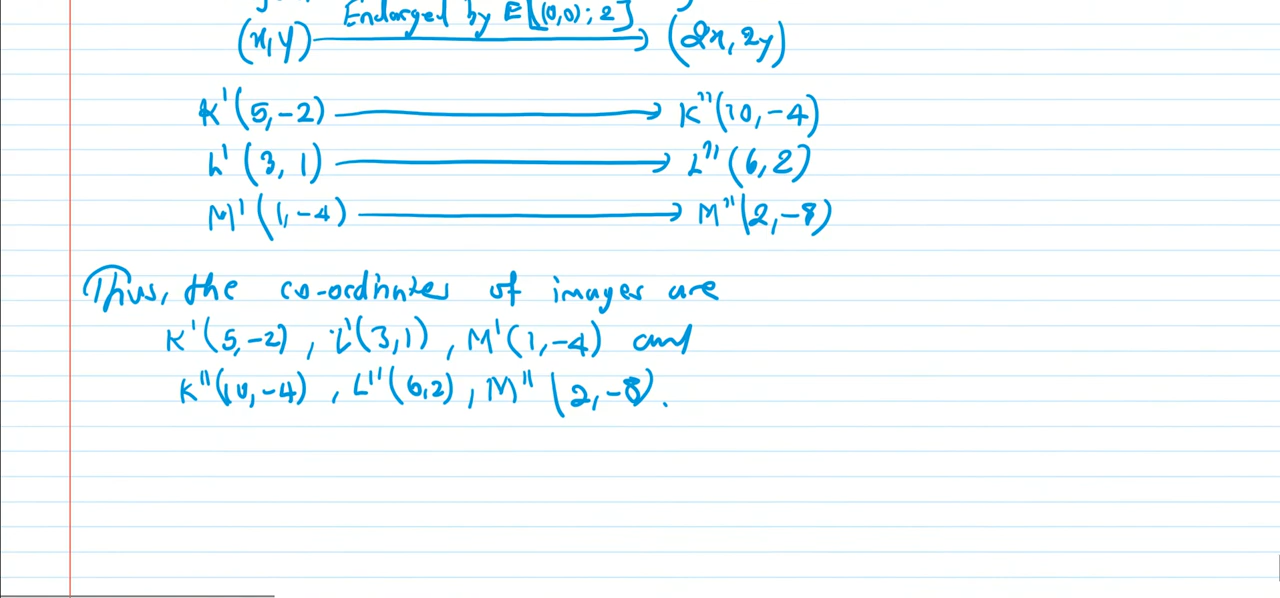 Endarged by E[(0,0); 2]
(x, y) → (2x, 2y)
K'(5, -2) → K"(10, -4)
L' (3, 1) → L" (6, 2)
M' (1, -4) → M" (2, -8)
Thus, the co-ordinates of images are
K'(5, -2), L'(3, 1), M'(1, -4) and
K"(10, -4), L"(6,2), M" (2, -8).